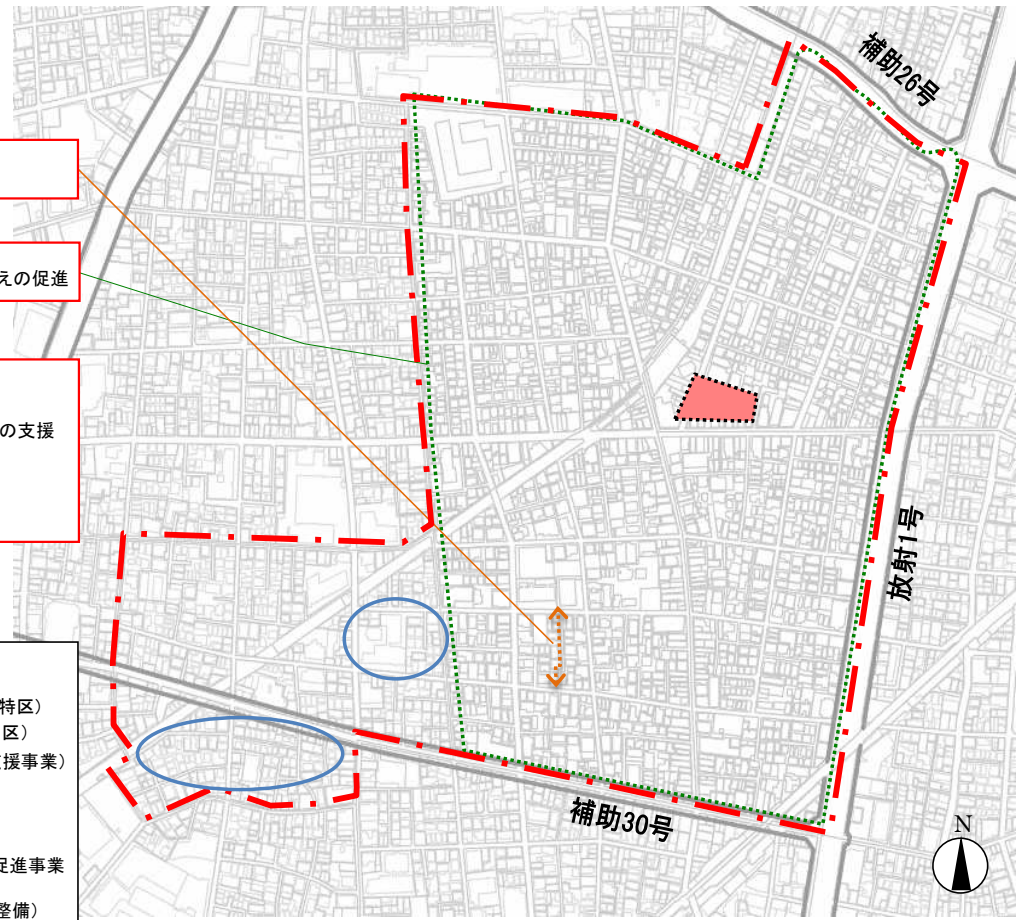 補助26号
えの促進
の支援
放射1号
特区）
区）
援事業）
補助30号
N
促進事業
整備）